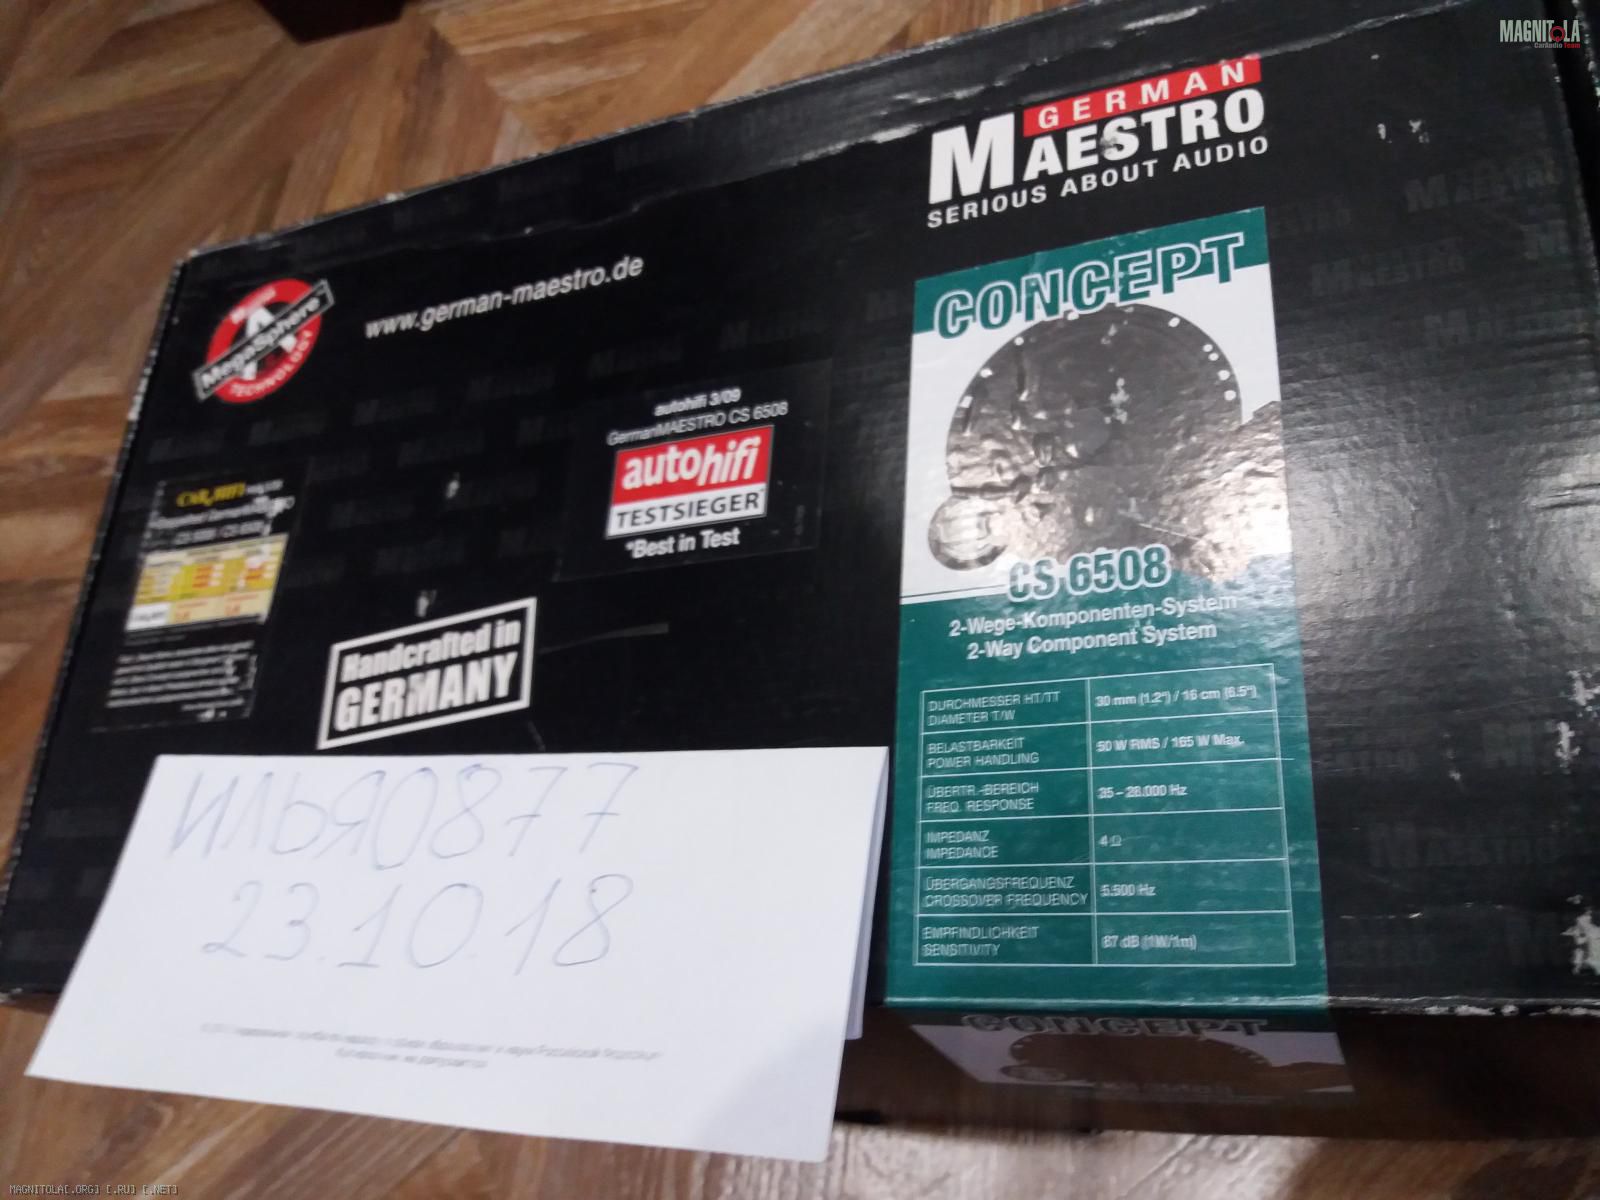 MAGNITOLA
CarAudio Team
GERMAN
MAESTRO
SERIOUS ABOUT AUDIO
www.german-maestro.de
MegaSphere
TECHNOLOGY
CONCEPT
autohifi 3/09
GermanMAESTRO CS 6508
autohifi
TESTSIEGER*
*Best in Test
CAR HIFI
Handcrafted in
GERMANY
CS 6508
2-Wege-Komponenten-System
2-Way Component System
DURCHMESSER HT/TT
DIAMETER T/W
30 mm (1.2") / 16 cm (6.5")
BELASTBARKEIT
POWER HANDLING
50 W RMS / 165 W Max.
ÜBERTR.-BEREICH
FREQ. RESPONSE
35 – 28.000 Hz
IMPEDANZ
IMPEDANCE
4 Ω
ÜBERGANGSFREQUENZ
CROSSOVER FREQUENCY
5.500 Hz
EMPFINDLICHKEIT
SENSITIVITY
87 dB (1W/1m)
ИЛЬЯ0877
23.10.18
CONCEPT
MAGNITOLA[.ORG] [.RU] [.NET]